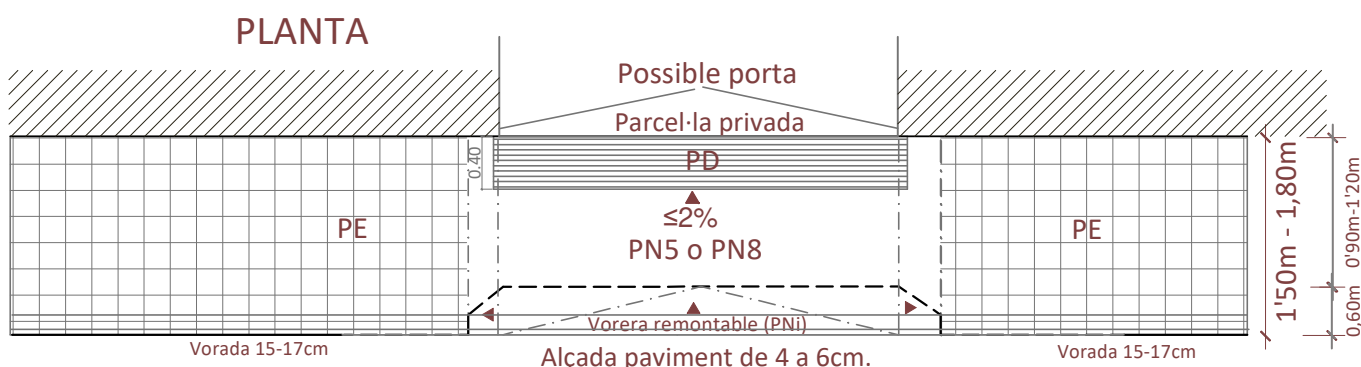 PLANTA
Possible porta
Parcel·la privada
PD
0.40
PE
≤2%
PN5 o PN8
PE
Vorera remontable (PNi)
Vorada 15-17cm
Alçada paviment de 4 a 6cm.
Vorada 15-17cm
1'50m - 1,80m
0'90m-1'20m
0,60m